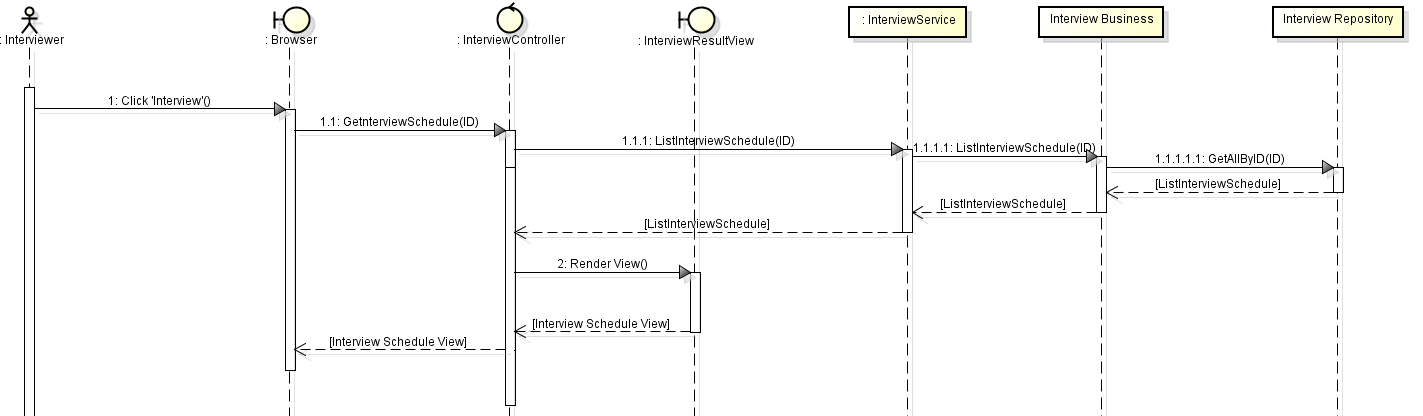 : Interviewer
: Browser
: InterviewController
: InterviewResultView
: InterviewService
Interview Business
Interview Repository
1: Click 'Interview'()
1.1: GetnterviewSchedule(ID)
1.1.1: ListInterviewSchedule(ID)
1.1.1.1: ListInterviewSchedule(ID)
1.1.1.1.1: GetAllByID(ID)
[ListInterviewSchedule]
[ListInterviewSchedule]
[ListInterviewSchedule]
2: Render View()
[Interview Schedule View]
[Interview Schedule View]